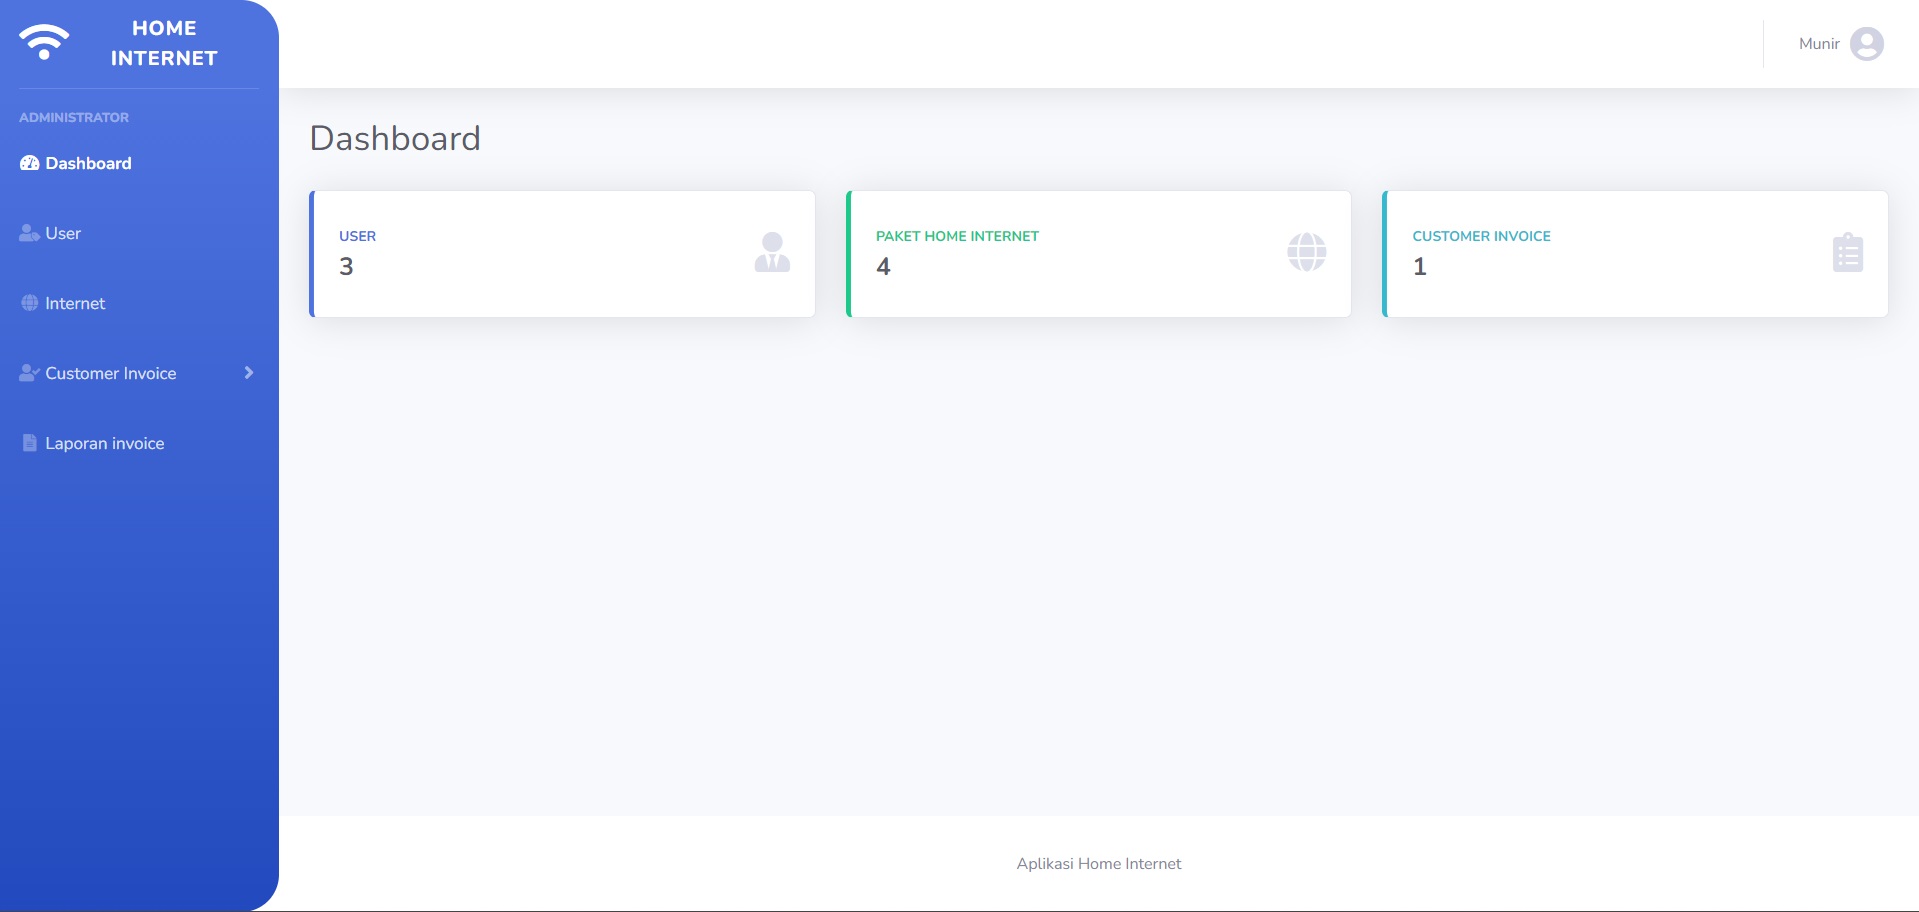 HOME
INTERNET
ADMINISTRATOR
Dashboard
User
Internet
Customer Invoice
Laporan invoice
Munir
Dashboard
USER
3
PAKET HOME INTERNET
4
CUSTOMER INVOICE
1
Aplikasi Home Internet